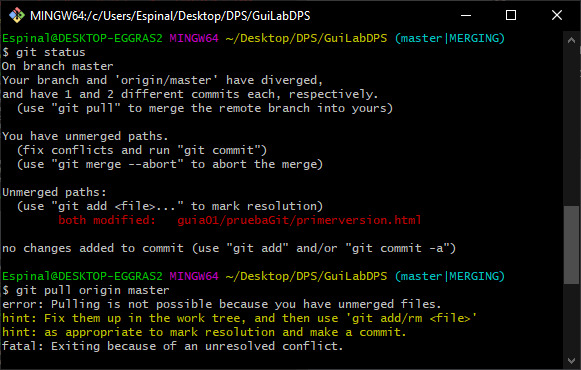 MINGW64:/c/Users/Espinal/Desktop/DPS/GuiLabDPS
Espinal@DESKTOP-EGGRAS2 MINGW64 ~/Desktop/DPS/GuiLabDPS (master|MERGING)
$ git status
On branch master
Your branch and 'origin/master' have diverged,
and have 1 and 2 different commits each, respectively.
  (use "git pull" to merge the remote branch into yours)

You have unmerged paths.
  (fix conflicts and run "git commit")
  (use "git merge --abort" to abort the merge)

Unmerged paths:
  (use "git add <file>..." to mark resolution)
        both modified:   guia01/pruebaGit/primerversion.html

no changes added to commit (use "git add" and/or "git commit -a")

Espinal@DESKTOP-EGGRAS2 MINGW64 ~/Desktop/DPS/GuiLabDPS (master|MERGING)
$ git pull origin master
error: Pulling is not possible because you have unmerged files.
hint: Fix them up in the work tree, and then use 'git add/rm <file>'
hint: as appropriate to mark resolution and make a commit.
fatal: Exiting because of an unresolved conflict.